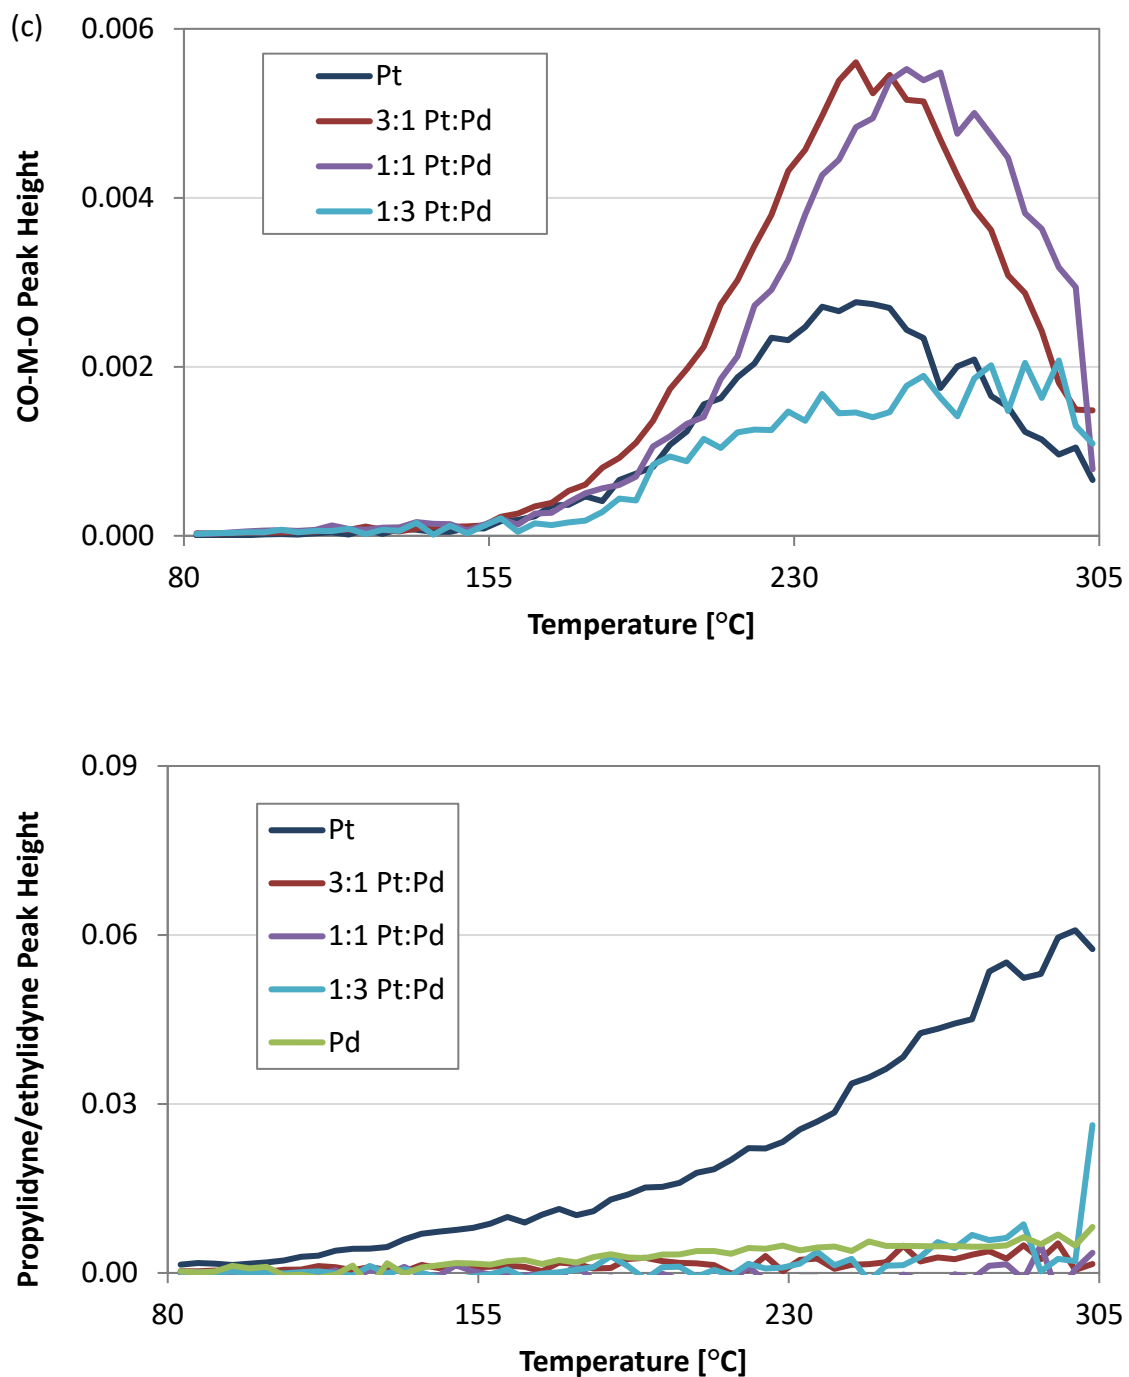 (c)
0.006
0.004
0.002
0.000
CO-M-O Peak Height
Pt
3:1 Pt:Pd
1:1 Pt:Pd
1:3 Pt:Pd
80
155
230
305
Temperature [°C]
0.09
0.06
0.03
0.00
Propylidyne/ethylidyne Peak Height
Pt
3:1 Pt:Pd
1:1 Pt:Pd
1:3 Pt:Pd
Pd
80
155
230
305
Temperature [°C]